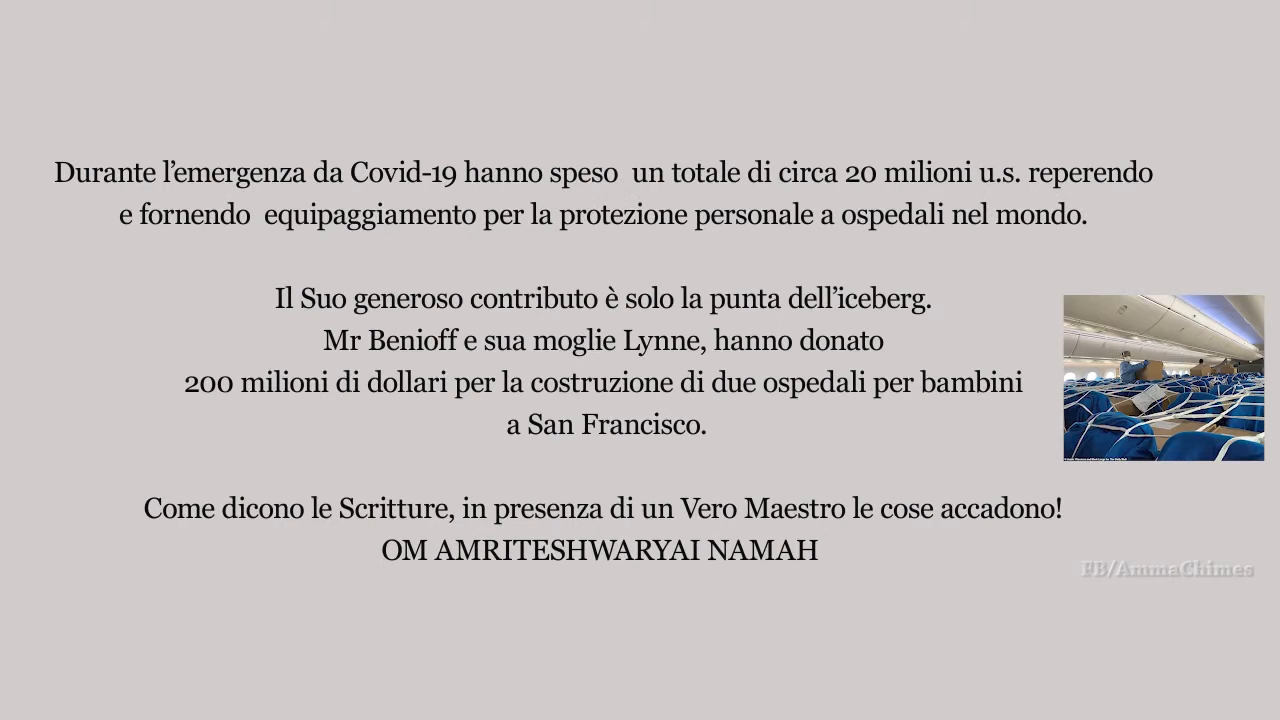 Durante l’emergenza da Covid-19 hanno speso  un totale di circa 20 milioni u.s. reperendo
e fornendo  equipaggiamento per la protezione personale a ospedali nel mondo.
Il Suo generoso contributo è solo la punta dell’iceberg.
Mr Benioff e sua moglie Lynne, hanno donato
200 milioni di dollari per la costruzione di due ospedali per bambini
a San Francisco.
Come dicono le Scritture, in presenza di un Vero Maestro le cose accadono!
OM AMRITESHWARYAI NAMAH
FB/AmmaChimes